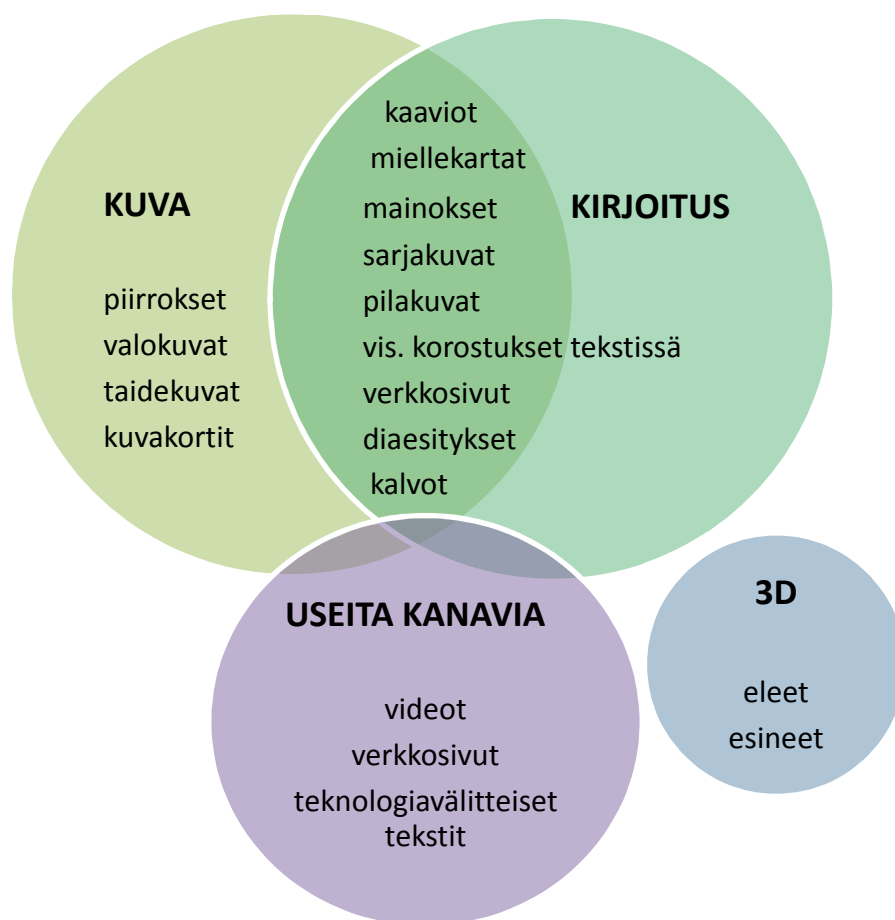 KUVA
piirrokset
valokuvat
taidekuvat
kuvakortit
kaaviot
miellekartat
mainokset
sarjakuvat
pilakuvat
vis. korostukset tekstissä
verkkosivut
diaesitykset
kalvot
KIRJOITUS
USEITA KANAVIA
videot
verkkosivut
teknologiavälitteiset
tekstit
3D
eleet
esineet